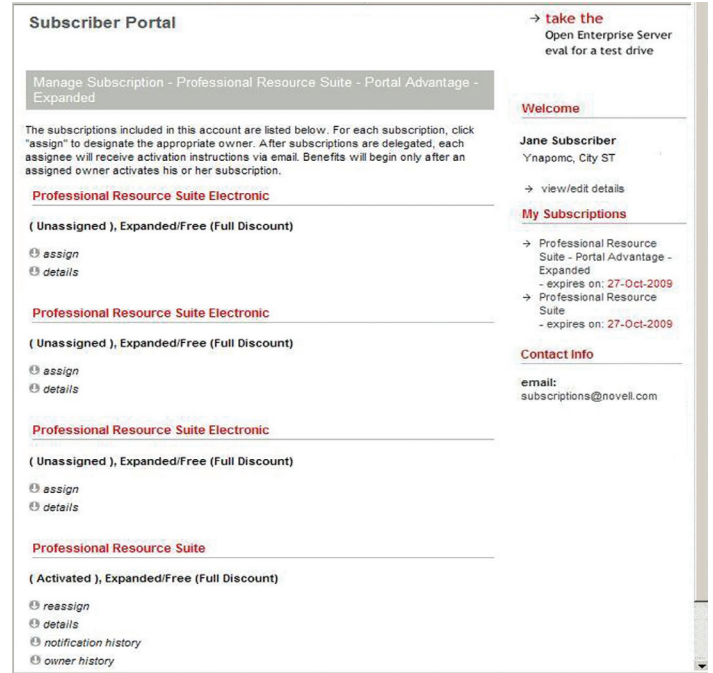 Subscriber Portal
Manage Subscription - Professional Resource Suite - Portal Advantage -
Expanded
The subscriptions included in this account are listed below. For each subscription, click
"assign" to designate the appropriate owner. After subscriptions are delegated, each
assignee will receive activation instructions via email. Benefits will begin only after an
assigned owner activates his or her subscription.
Professional Resource Suite Electronic
( Unassigned ), Expanded/Free (Full Discount)
assign
details
Professional Resource Suite Electronic
( Unassigned ), Expanded/Free (Full Discount)
assign
details
Professional Resource Suite Electronic
( Unassigned ), Expanded/Free (Full Discount)
assign
details
Professional Resource Suite
( Activated ), Expanded/Free (Full Discount)
reassign
details
notification history
owner history
→ take the
Open Enterprise Server
eval for a test drive
Welcome
Jane Subscriber
Ynapomc, City ST
→ view/edit details
My Subscriptions
→ Professional Resource
Suite - Portal Advantage -
Expanded
- expires on: 27-Oct-2009
→ Professional Resource
Suite
- expires on: 27-Oct-2009
Contact Info
email:
subscriptions@novell.com